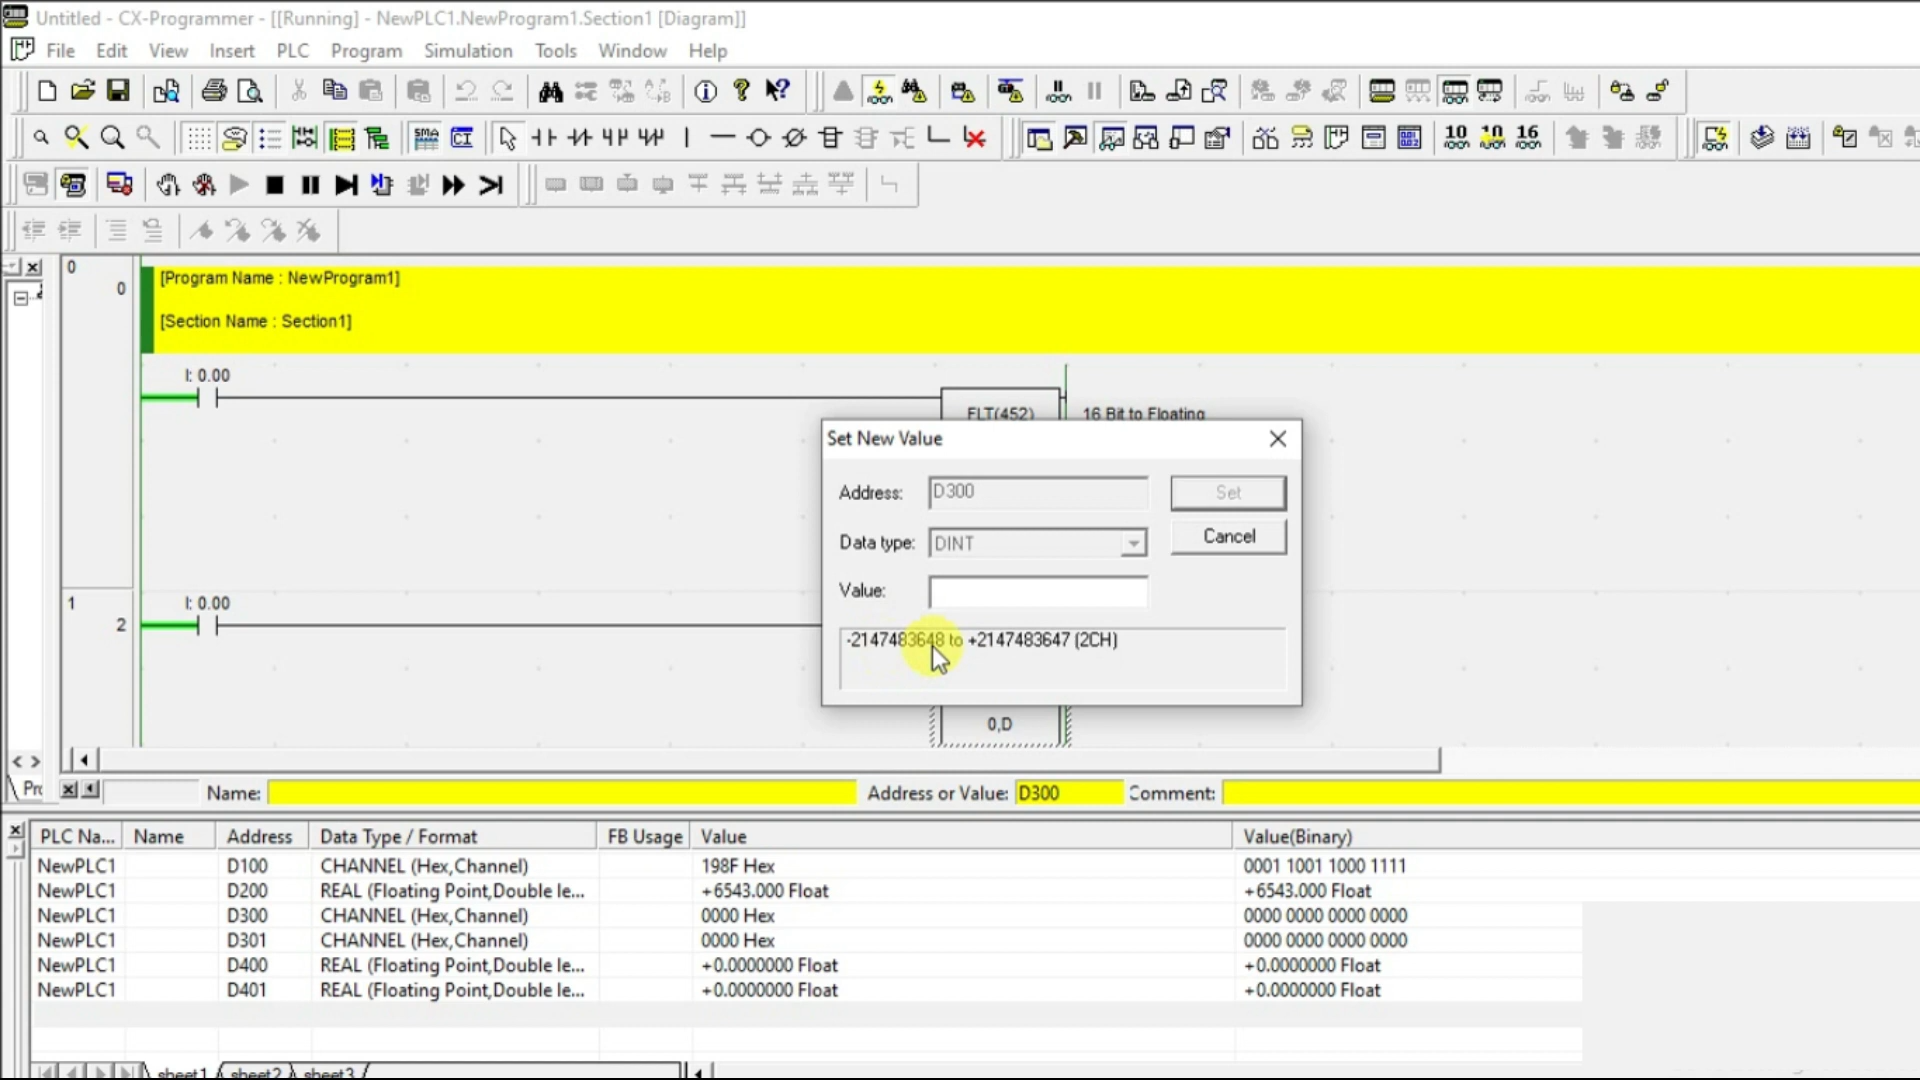 Untitled - CX-Programmer - [[Running] - NewPLC1.NewProgram1.Section1 [Diagram]]
File Edit View Insert PLC Program Simulation Tools Window Help
SMA CI 10 10 16
0 [Program Name : NewProgram1]
0
[Section Name : Section1]
I: 0.00
FLT(452) 16 Bit to Floating
Set New Value
Address: D300 Set
Data type: DINT Cancel
Value:
-2147483648 to +2147483647 (2CH)
1 I: 0.00
2
0,D
Name: Address or Value: D300 Comment:
PLC Na... Name Address Data Type / Format FB Usage Value Value(Binary)
NewPLC1 D100 CHANNEL (Hex,Channel) 198F Hex 0001 1001 1000 1111
NewPLC1 D200 REAL (Floating Point,Double le... +6543.000 Float +6543.000 Float
NewPLC1 D300 CHANNEL (Hex,Channel) 0000 Hex 0000 0000 0000 0000
NewPLC1 D301 CHANNEL (Hex,Channel) 0000 Hex 0000 0000 0000 0000
NewPLC1 D400 REAL (Floating Point,Double le... +0.0000000 Float +0.0000000 Float
NewPLC1 D401 REAL (Floating Point,Double le... +0.0000000 Float +0.0000000 Float
sheet1 sheet2 sheet3